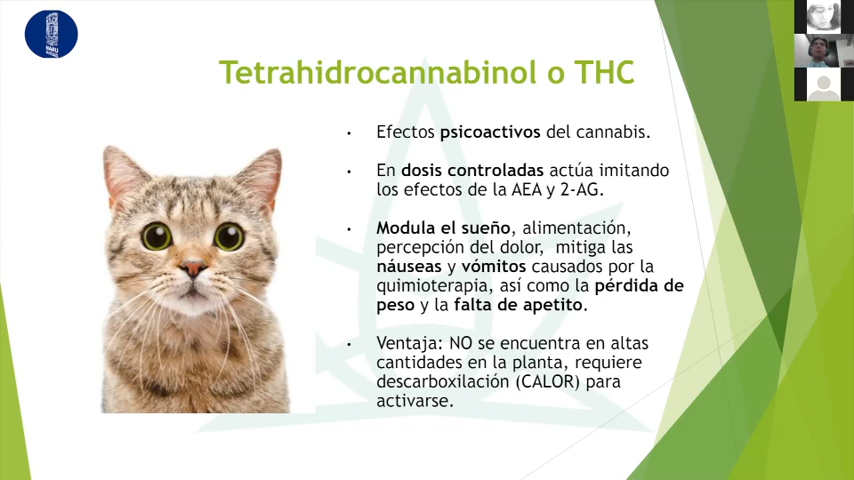 Tetrahidrocannabinol o THC
• Efectos psicoactivos del cannabis.
• En dosis controladas actúa imitando
los efectos de la AEA y 2-AG.
• Modula el sueño, alimentación,
percepción del dolor, mitiga las
náuseas y vómitos causados por la
quimioterapia, así como la pérdida de
peso y la falta de apetito.
• Ventaja: NO se encuentra en altas
cantidades en la planta, requiere
descarboxilación (CALOR) para
activarse.